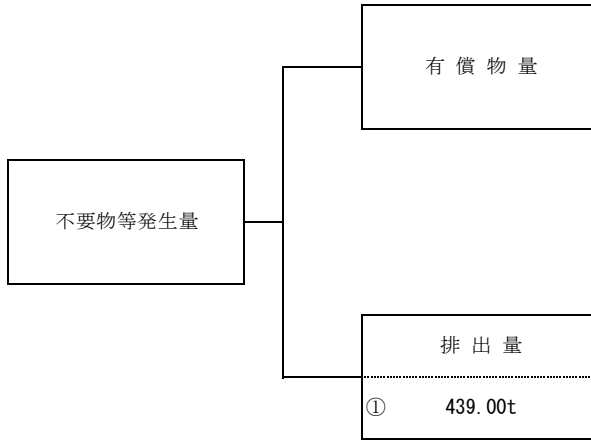 有 償 物 量
不要物等発生量
排 出 量
① 439.00t